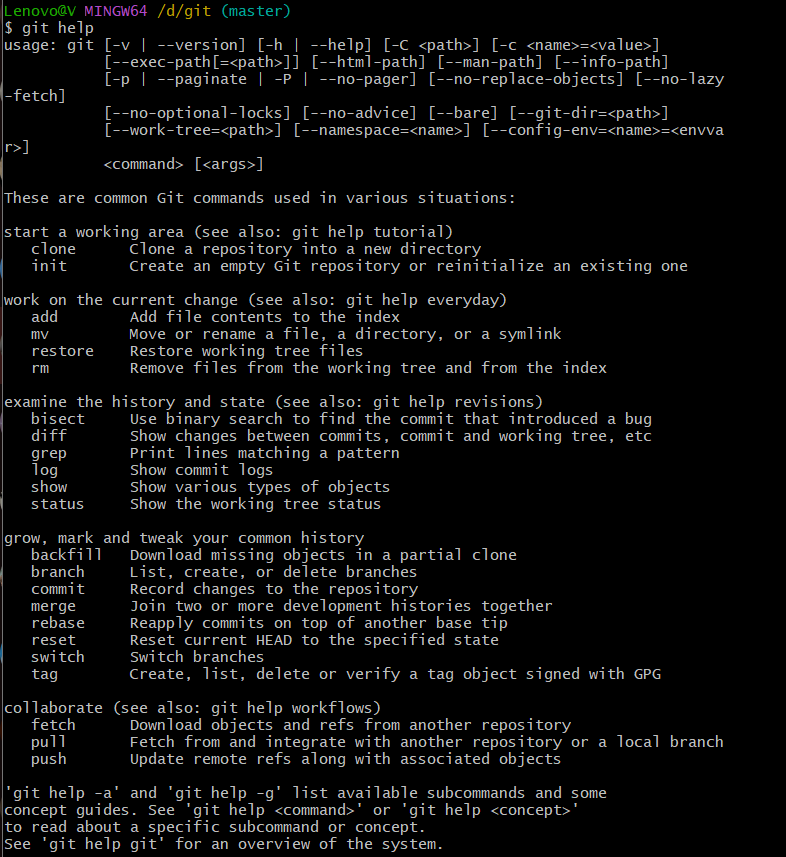 Lenovo@V MINGW64 /d/git (master)
$ git help
usage: git [-v | --version] [-h | --help] [-C <path>] [-c <name>=<value>]
           [--exec-path[=<path>]] [--html-path] [--man-path] [--info-path]
           [-p | --paginate | -P | --no-pager] [--no-replace-objects] [--no-lazy
-fetch]
           [--no-optional-locks] [--no-advice] [--bare] [--git-dir=<path>]
           [--work-tree=<path>] [--namespace=<name>] [--config-env=<name>=<envva
r>]
           <command> [<args>]

These are common Git commands used in various situations:

start a working area (see also: git help tutorial)
   clone      Clone a repository into a new directory
   init       Create an empty Git repository or reinitialize an existing one

work on the current change (see also: git help everyday)
   add        Add file contents to the index
   mv         Move or rename a file, a directory, or a symlink
   restore    Restore working tree files
   rm         Remove files from the working tree and from the index

examine the history and state (see also: git help revisions)
   bisect     Use binary search to find the commit that introduced a bug
   diff       Show changes between commits, commit and working tree, etc
   grep       Print lines matching a pattern
   log        Show commit logs
   show       Show various types of objects
   status     Show the working tree status

grow, mark and tweak your common history
   backfill   Download missing objects in a partial clone
   branch     List, create, or delete branches
   commit     Record changes to the repository
   merge      Join two or more development histories together
   rebase     Reapply commits on top of another base tip
   reset      Reset current HEAD to the specified state
   switch     Switch branches
   tag        Create, list, delete or verify a tag object signed with GPG

collaborate (see also: git help workflows)
   fetch      Download objects and refs from another repository
   pull       Fetch from and integrate with another repository or a local branch
   push       Update remote refs along with associated objects

'git help -a' and 'git help -g' list available subcommands and some
concept guides. See 'git help <command>' or 'git help <concept>'
to read about a specific subcommand or concept.
See 'git help git' for an overview of the system.